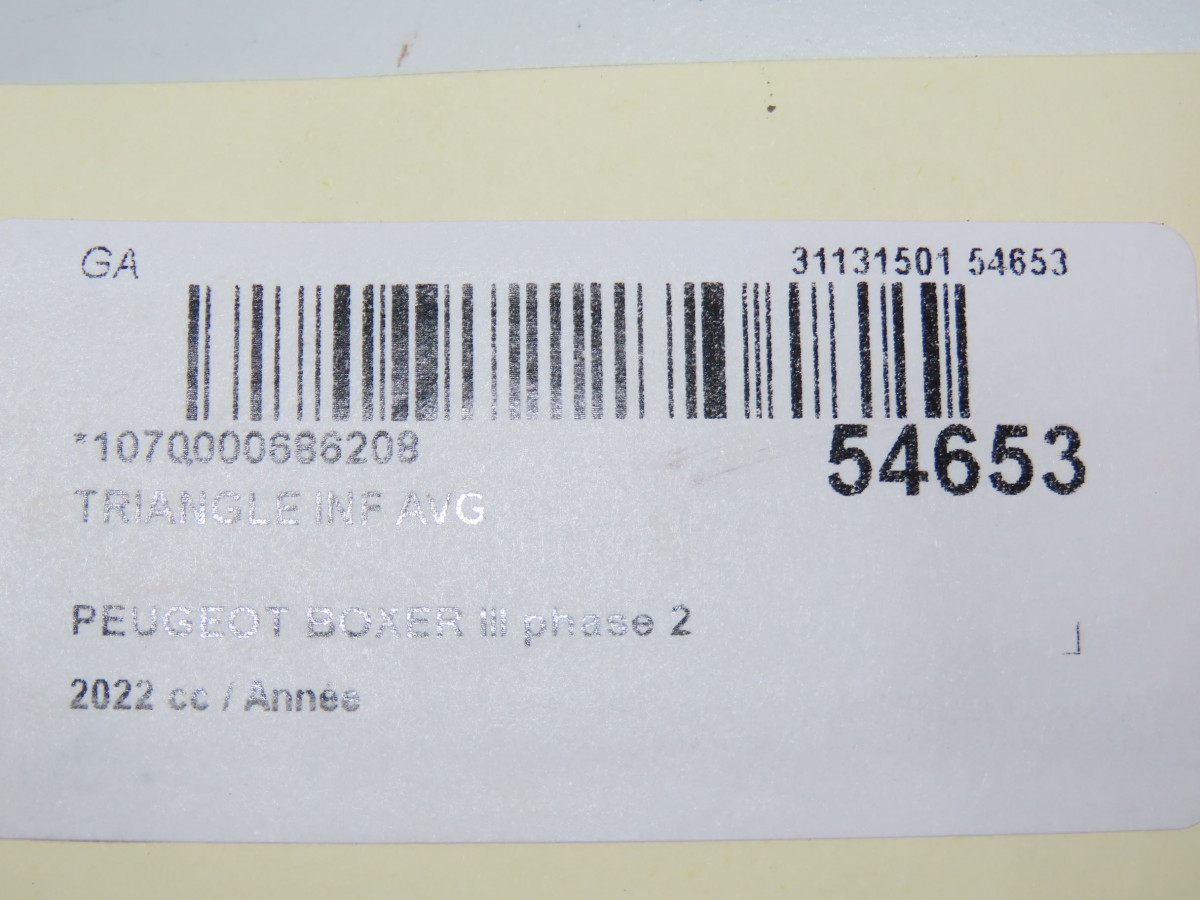 GA
31131501 54653
*1070000686208
54653
TRIANGLE INF AVG
PEUGEOT BOXER III phase 2
2022 cc / Année